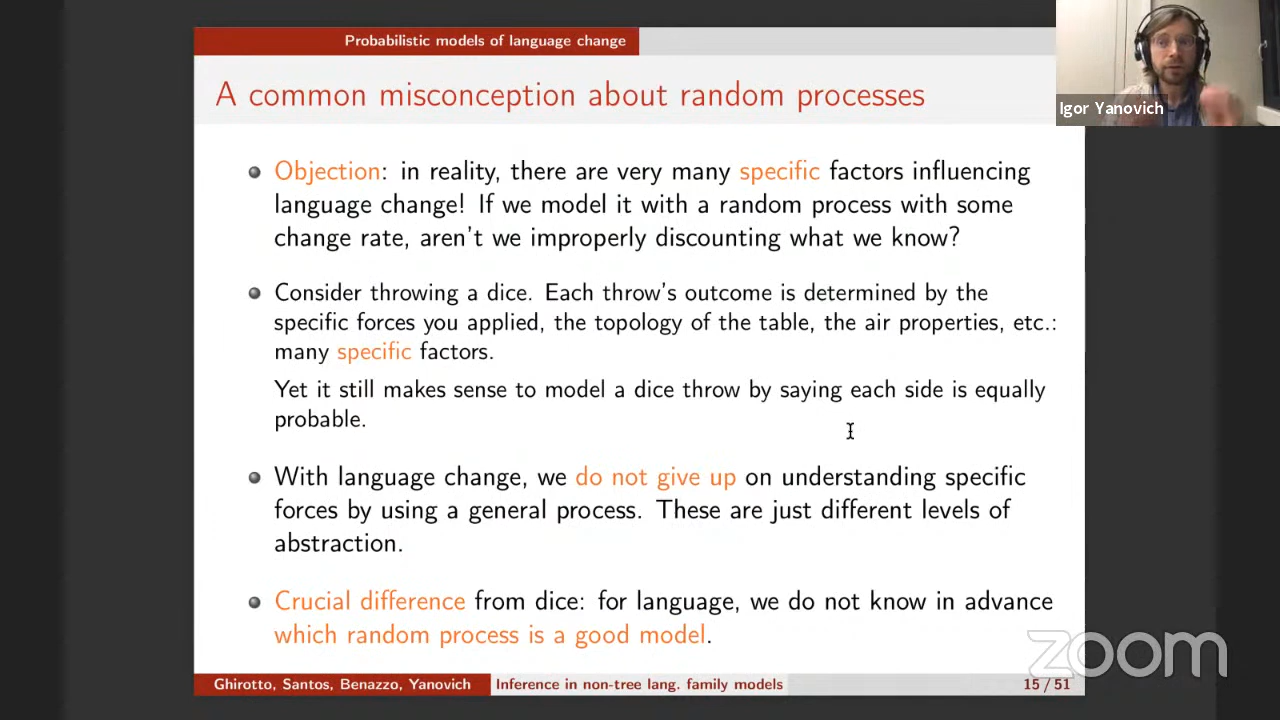 Probabilistic models of language change
A common misconception about random processes
Igor Yanovich
Objection: in reality, there are very many specific factors influencing
language change! If we model it with a random process with some
change rate, aren't we improperly discounting what we know?
Consider throwing a dice. Each throw's outcome is determined by the
specific forces you applied, the topology of the table, the air properties, etc.:
many specific factors.
Yet it still makes sense to model a dice throw by saying each side is equally
probable.
With language change, we do not give up on understanding specific
forces by using a general process. These are just different levels of
abstraction.
Crucial difference from dice: for language, we do not know in advance
which random process is a good model.
zoom
Ghirotto, Santos, Benazzo, Yanovich Inference in non-tree lang. family models 15 / 51